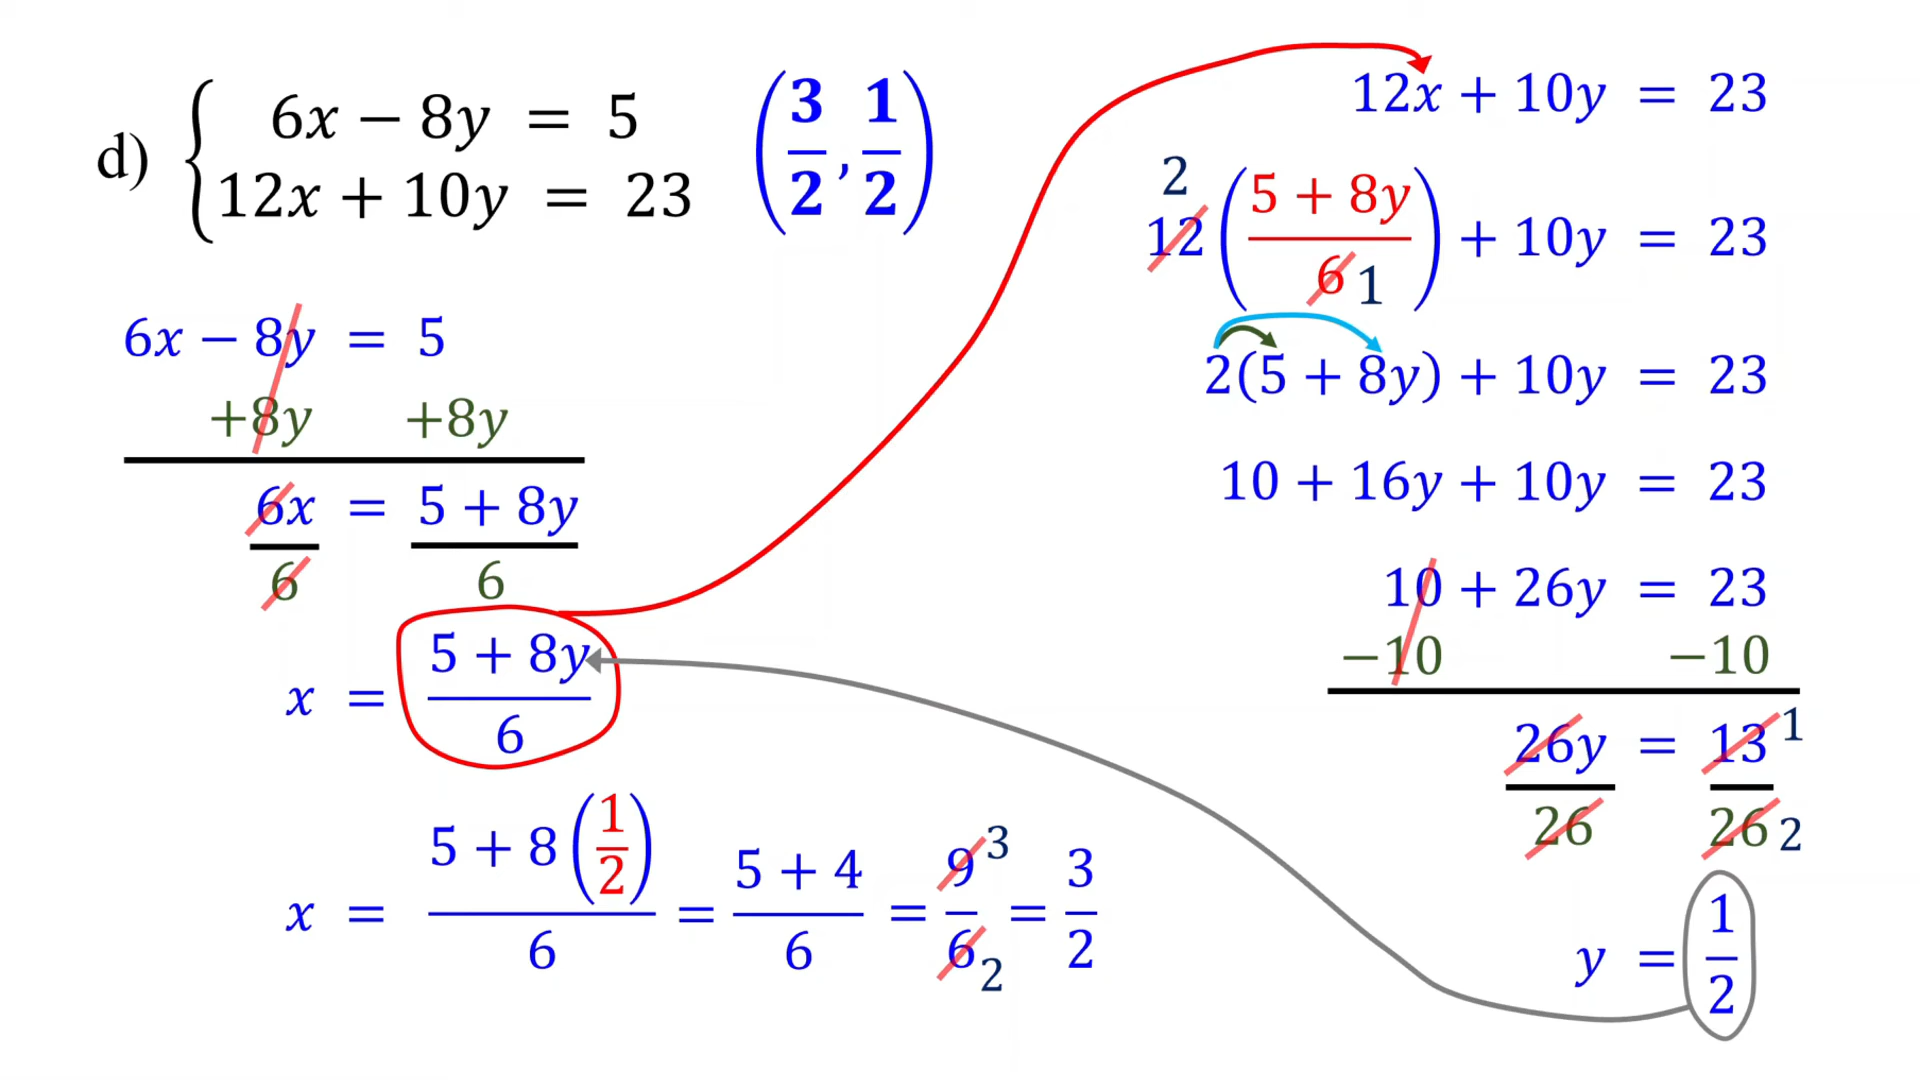 d) 6x − 8y = 5
12x + 10y = 23
(3/2, 1/2)
6x − 8y = 5
+8y +8y
6x = 5 + 8y
6 6
x = 5 + 8y
6
x = 5 + 8(1/2) = 5 + 4 = 9 3 = 3
6 6 6 2 2
12x + 10y = 23
2
12(5 + 8y / 6 1) + 10y = 23
2(5 + 8y) + 10y = 23
10 + 16y + 10y = 23
10 + 26y = 23
−10 −10
26y = 13 1
26 26 2
y = 1/2